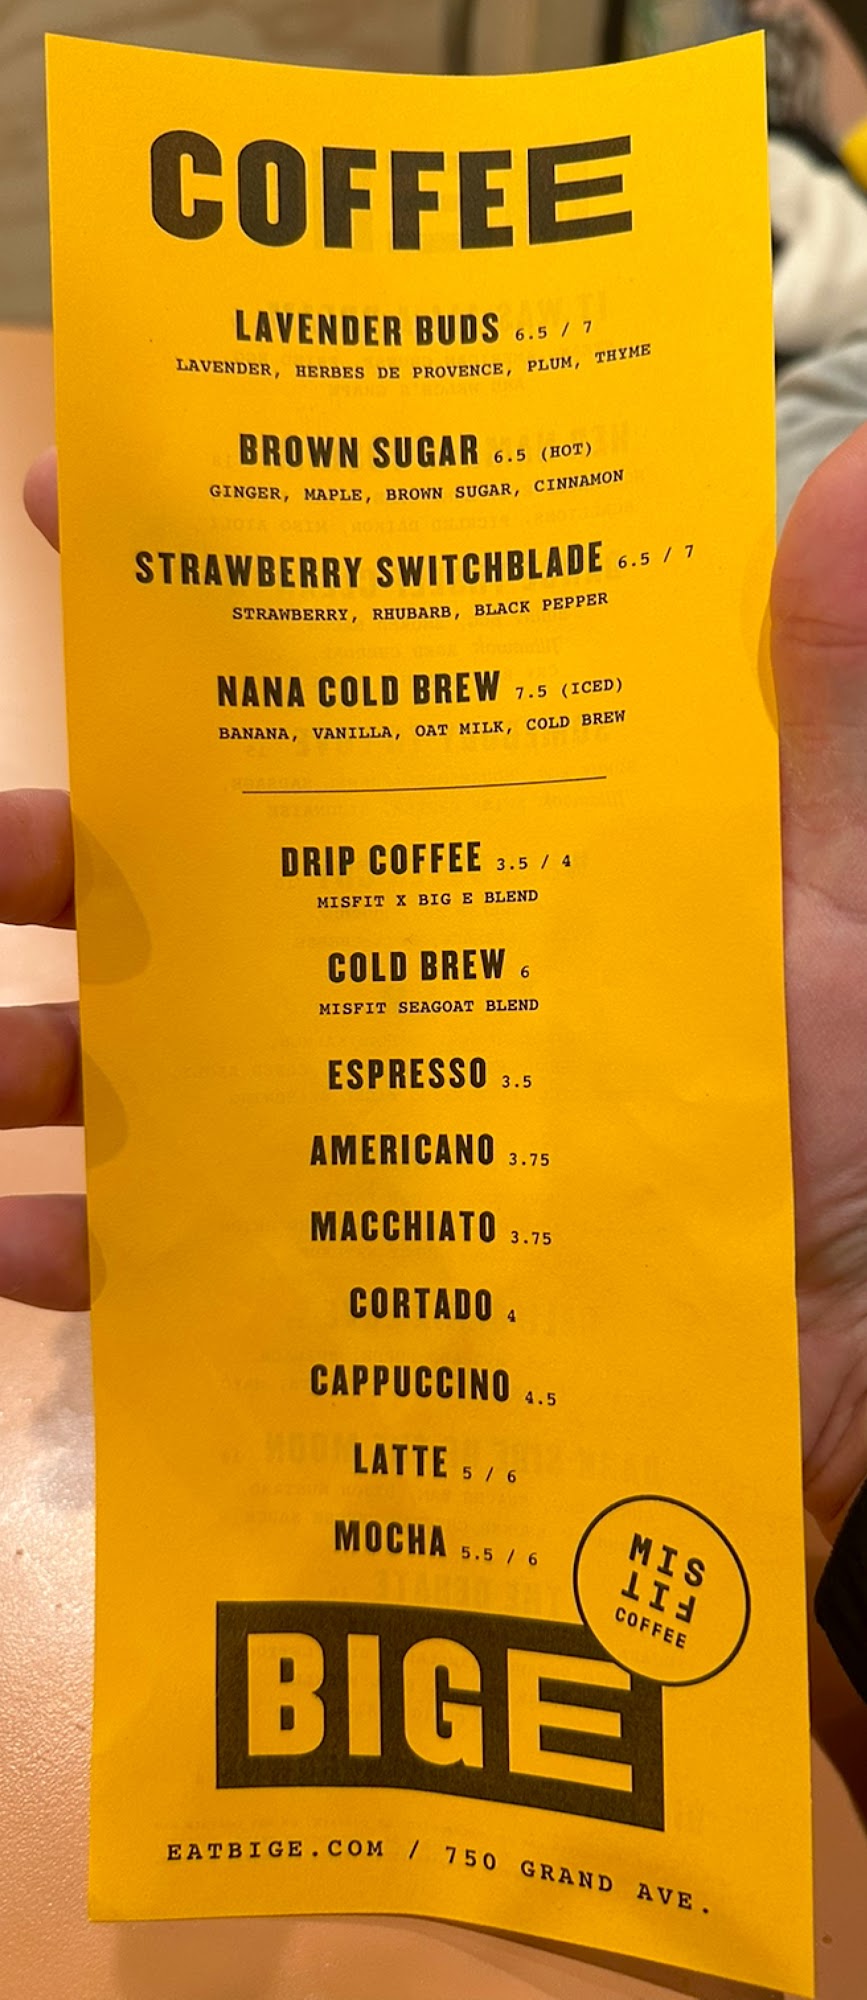 COFFEE
LAVENDER BUDS 6.5 / 7
LAVENDER, HERBES DE PROVENCE, PLUM, THYME
BROWN SUGAR 6.5 (HOT)
GINGER, MAPLE, BROWN SUGAR, CINNAMON
STRAWBERRY SWITCHBLADE 6.5 / 7
STRAWBERRY, RHUBARB, BLACK PEPPER
NANA COLD BREW 7.5 (ICED)
BANANA, VANILLA, OAT MILK, COLD BREW
DRIP COFFEE 3.5 / 4
MISFIT X BIG E BLEND
COLD BREW 6
MISFIT SEAGOAT BLEND
ESPRESSO 3.5
AMERICANO 3.75
MACCHIATO 3.75
CORTADO 4
CAPPUCCINO 4.5
LATTE 5 / 6
MOCHA 5.5 / 6
MIS
FIT
COFFEE
BIGE
EATBIGE.COM / 750 GRAND AVE.